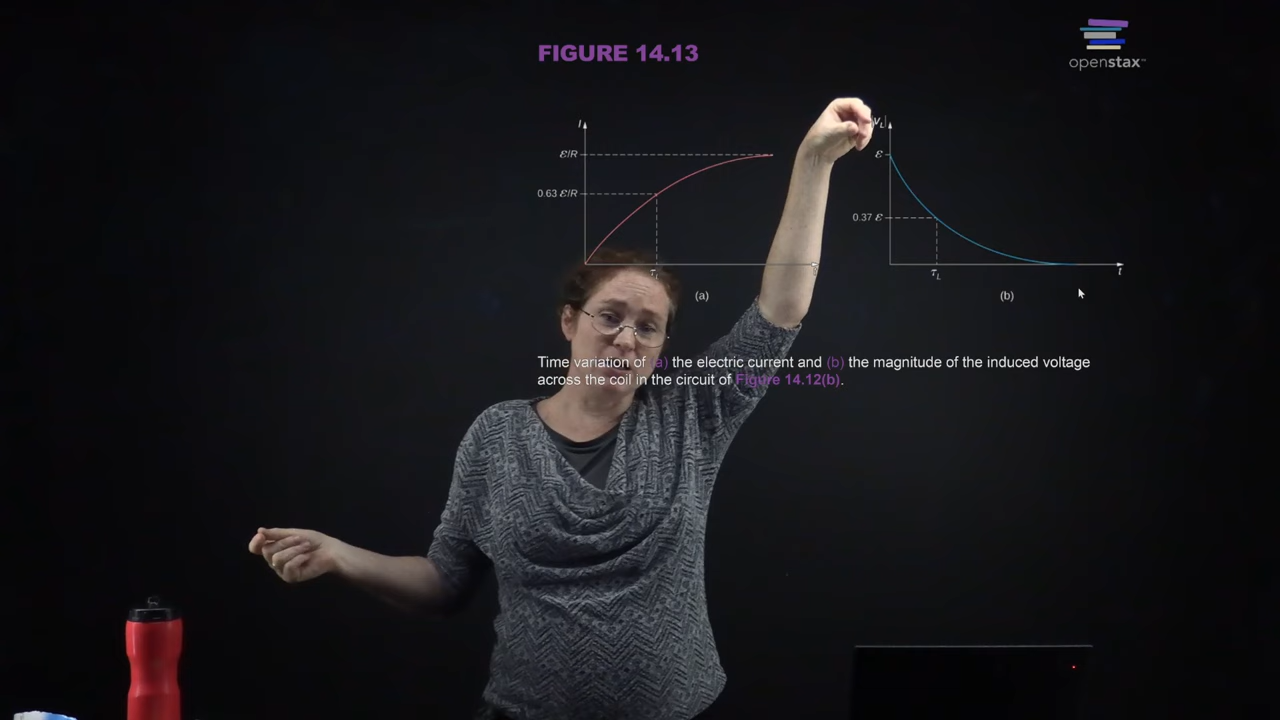 FIGURE 14.13
openstax
I
|V_L|
ℰ/R
0.63 ℰ/R
τ_L
(a)
ℰ
0.37 ℰ
τ_L
t
(b)
Time variation of (a) the electric current and (b) the magnitude of the induced voltage
across the coil in the circuit of Figure 14.12(b).